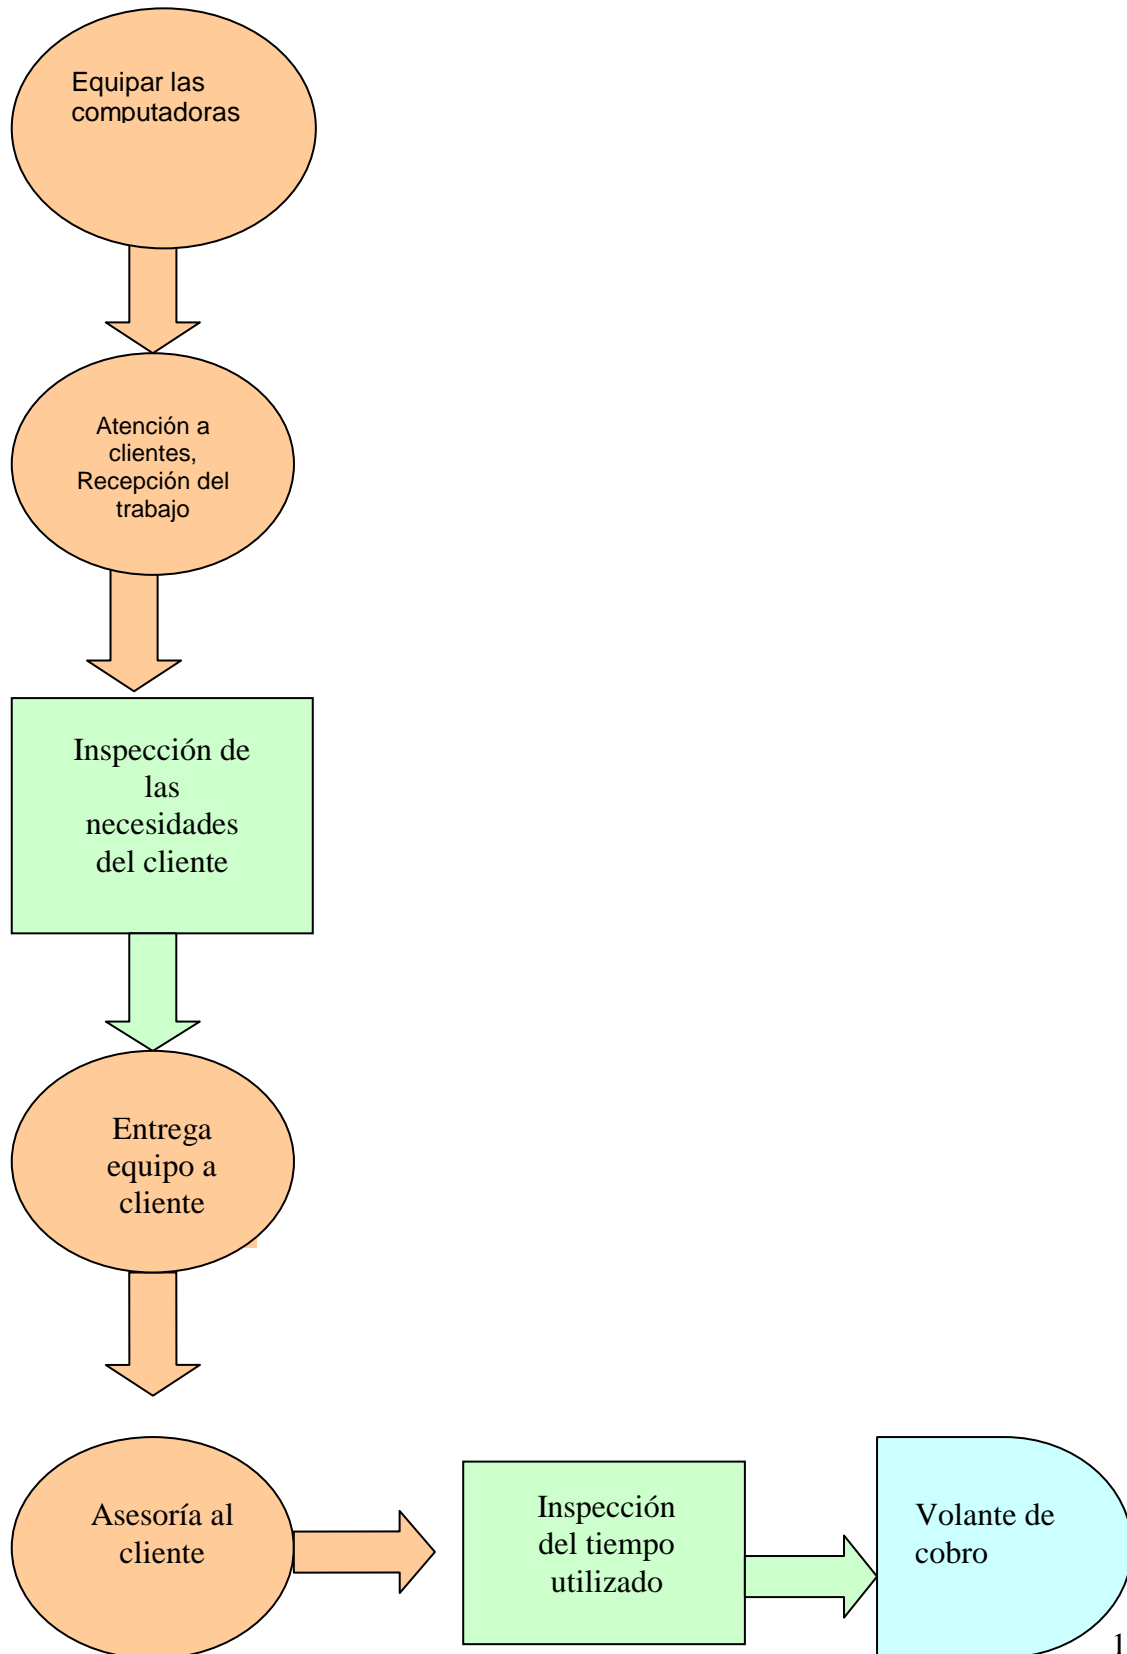 Equipar las
computadoras
Atención a
clientes,
Recepción del
trabajo
Inspección de
las
necesidades
del cliente
Entrega
equipo a
cliente
Asesoría al
cliente
Inspección
del tiempo
utilizado
Volante de
cobro
1